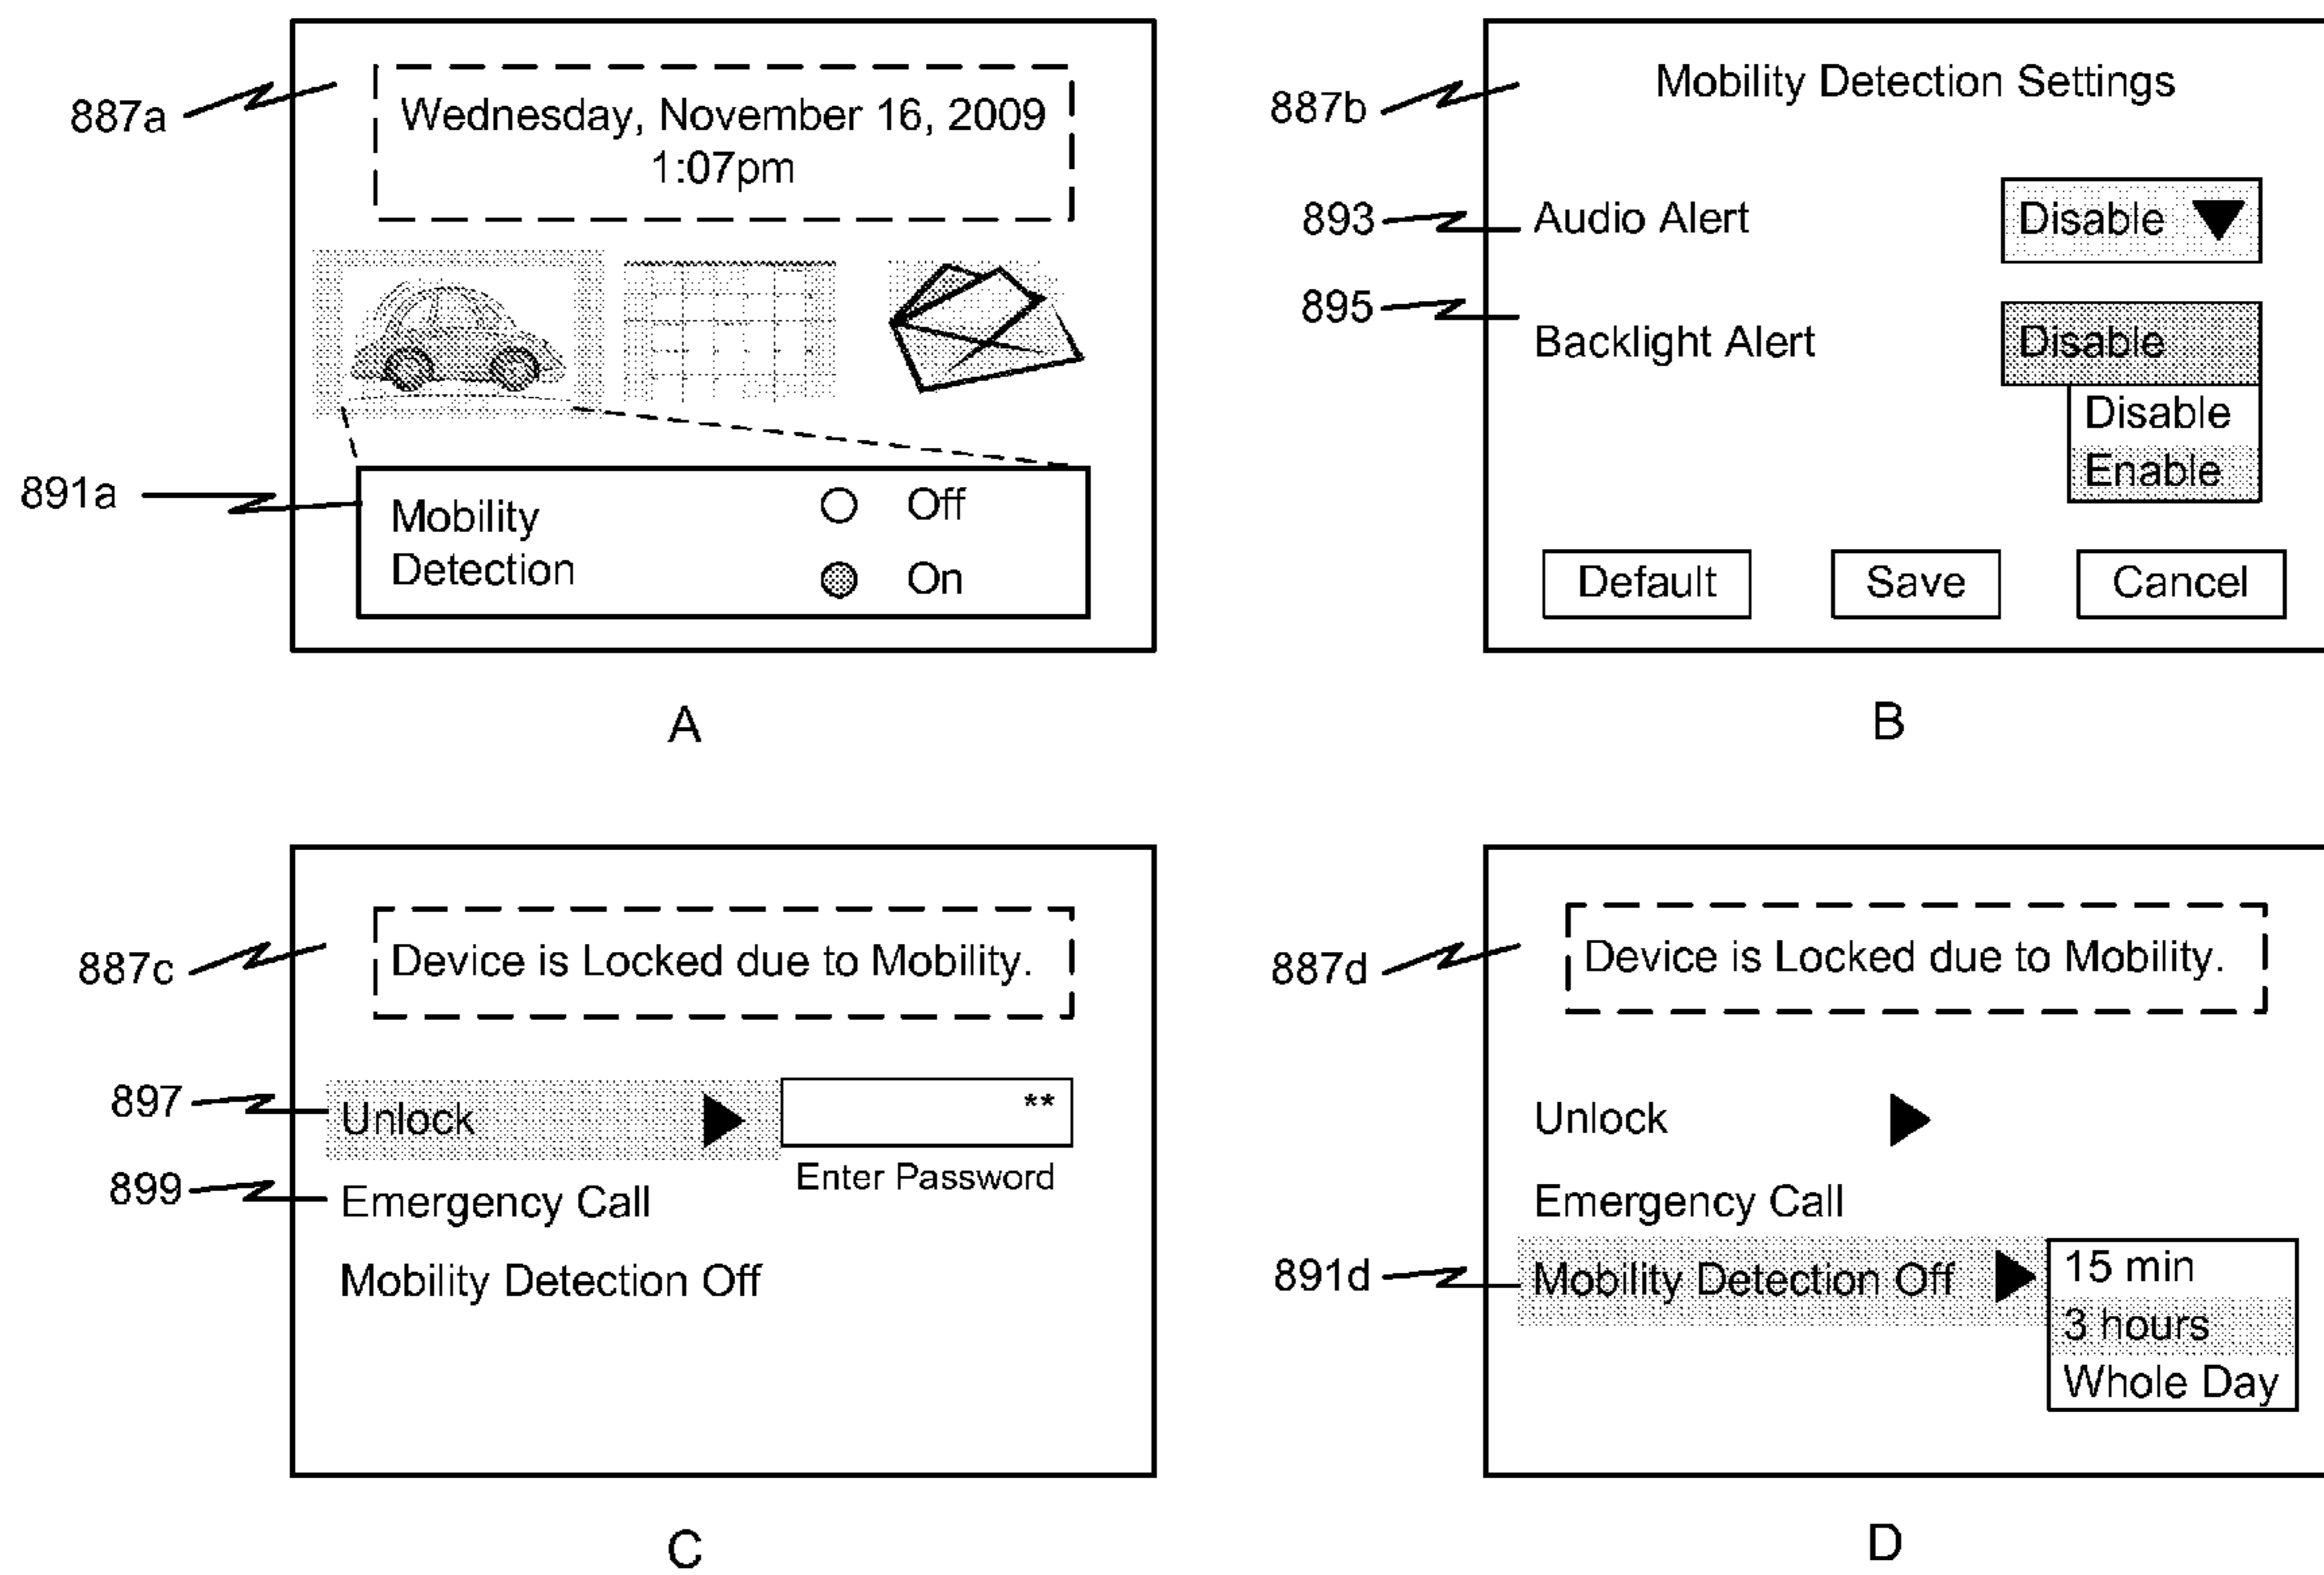 887a
Wednesday, November 16, 2009
1:07pm
891a
Mobility
Detection
Off
On
A
887b
Mobility Detection Settings
893
Audio Alert
Disable
895
Backlight Alert
Disable
Disable
Enable
Default
Save
Cancel
B
887c
Device is Locked due to Mobility.
897
Unlock
**
Enter Password
899
Emergency Call
Mobility Detection Off
C
887d
Device is Locked due to Mobility.
Unlock
Emergency Call
891d
Mobility Detection Off
15 min
3 hours
Whole Day
D